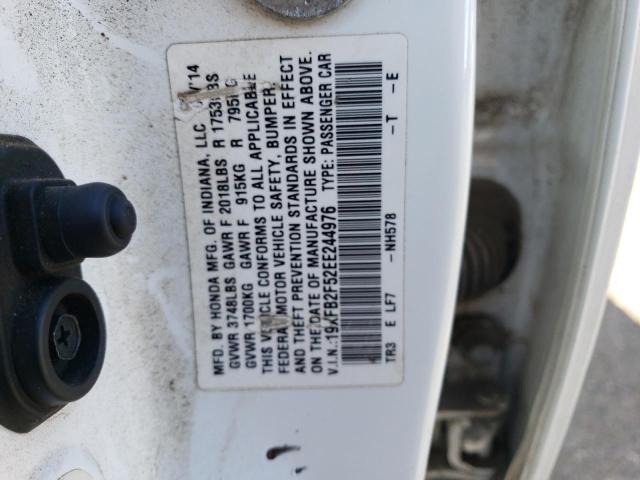 MFD. BY HONDA MFG. OF INDIANA, LLC /14
GVWR 3748LBS GAWR F 2018LBS R 1753LBS
GVWR 1700KG GAWR F 915KG R 795KG
THIS VEHICLE CONFORMS TO ALL APPLICABLE
FEDERAL MOTOR VEHICLE SAFETY, BUMPER,
AND THEFT PREVENTION STANDARDS IN EFFECT
ON THE DATE OF MANUFACTURE SHOWN ABOVE.
V.I.N.:19XFB2F52EE244976 TYPE: PASSENGER CAR
TR3 E LF7 -NH578 -T -E